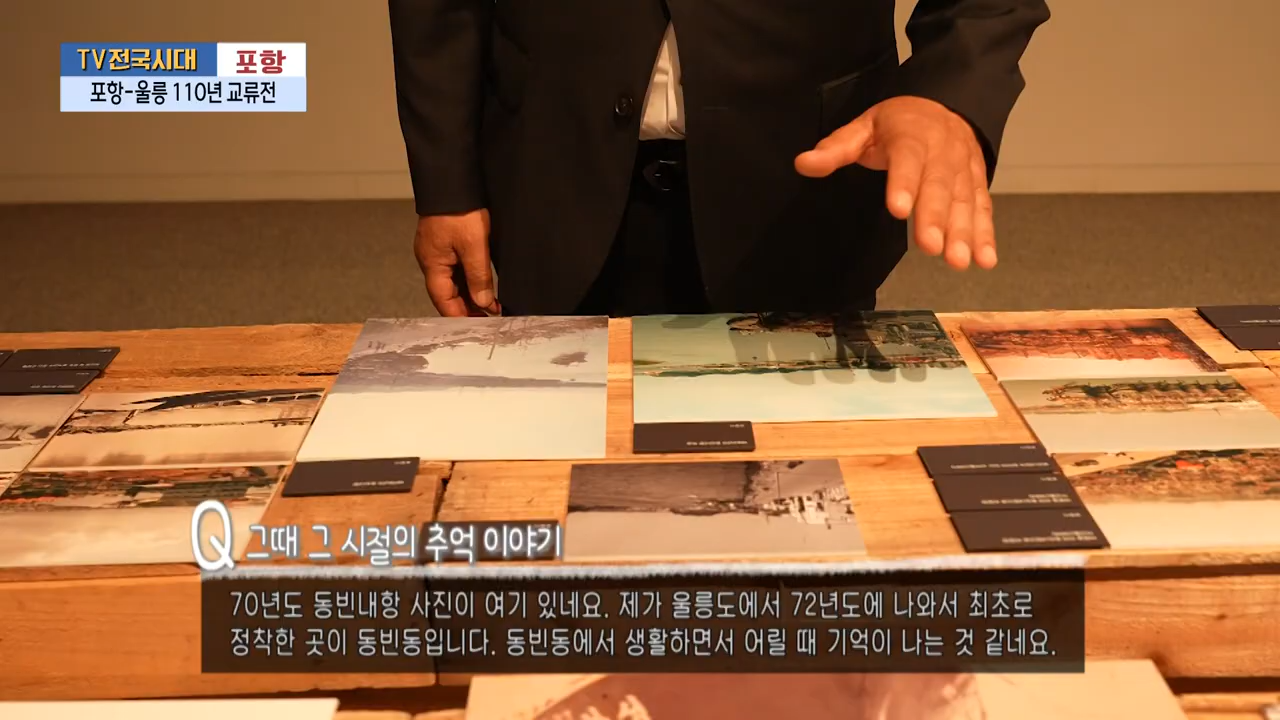 TV전국시대 포항
포항-울릉 110년 교류전
Q 그때 그 시절의 추억 이야기
70년도 동빈내항 사진이 여기 있네요. 제가 울릉도에서 72년도에 나와서 최초로
정착한 곳이 동빈동입니다. 동빈동에서 생활하면서 어릴 때 기억이 나는 것 같네요.